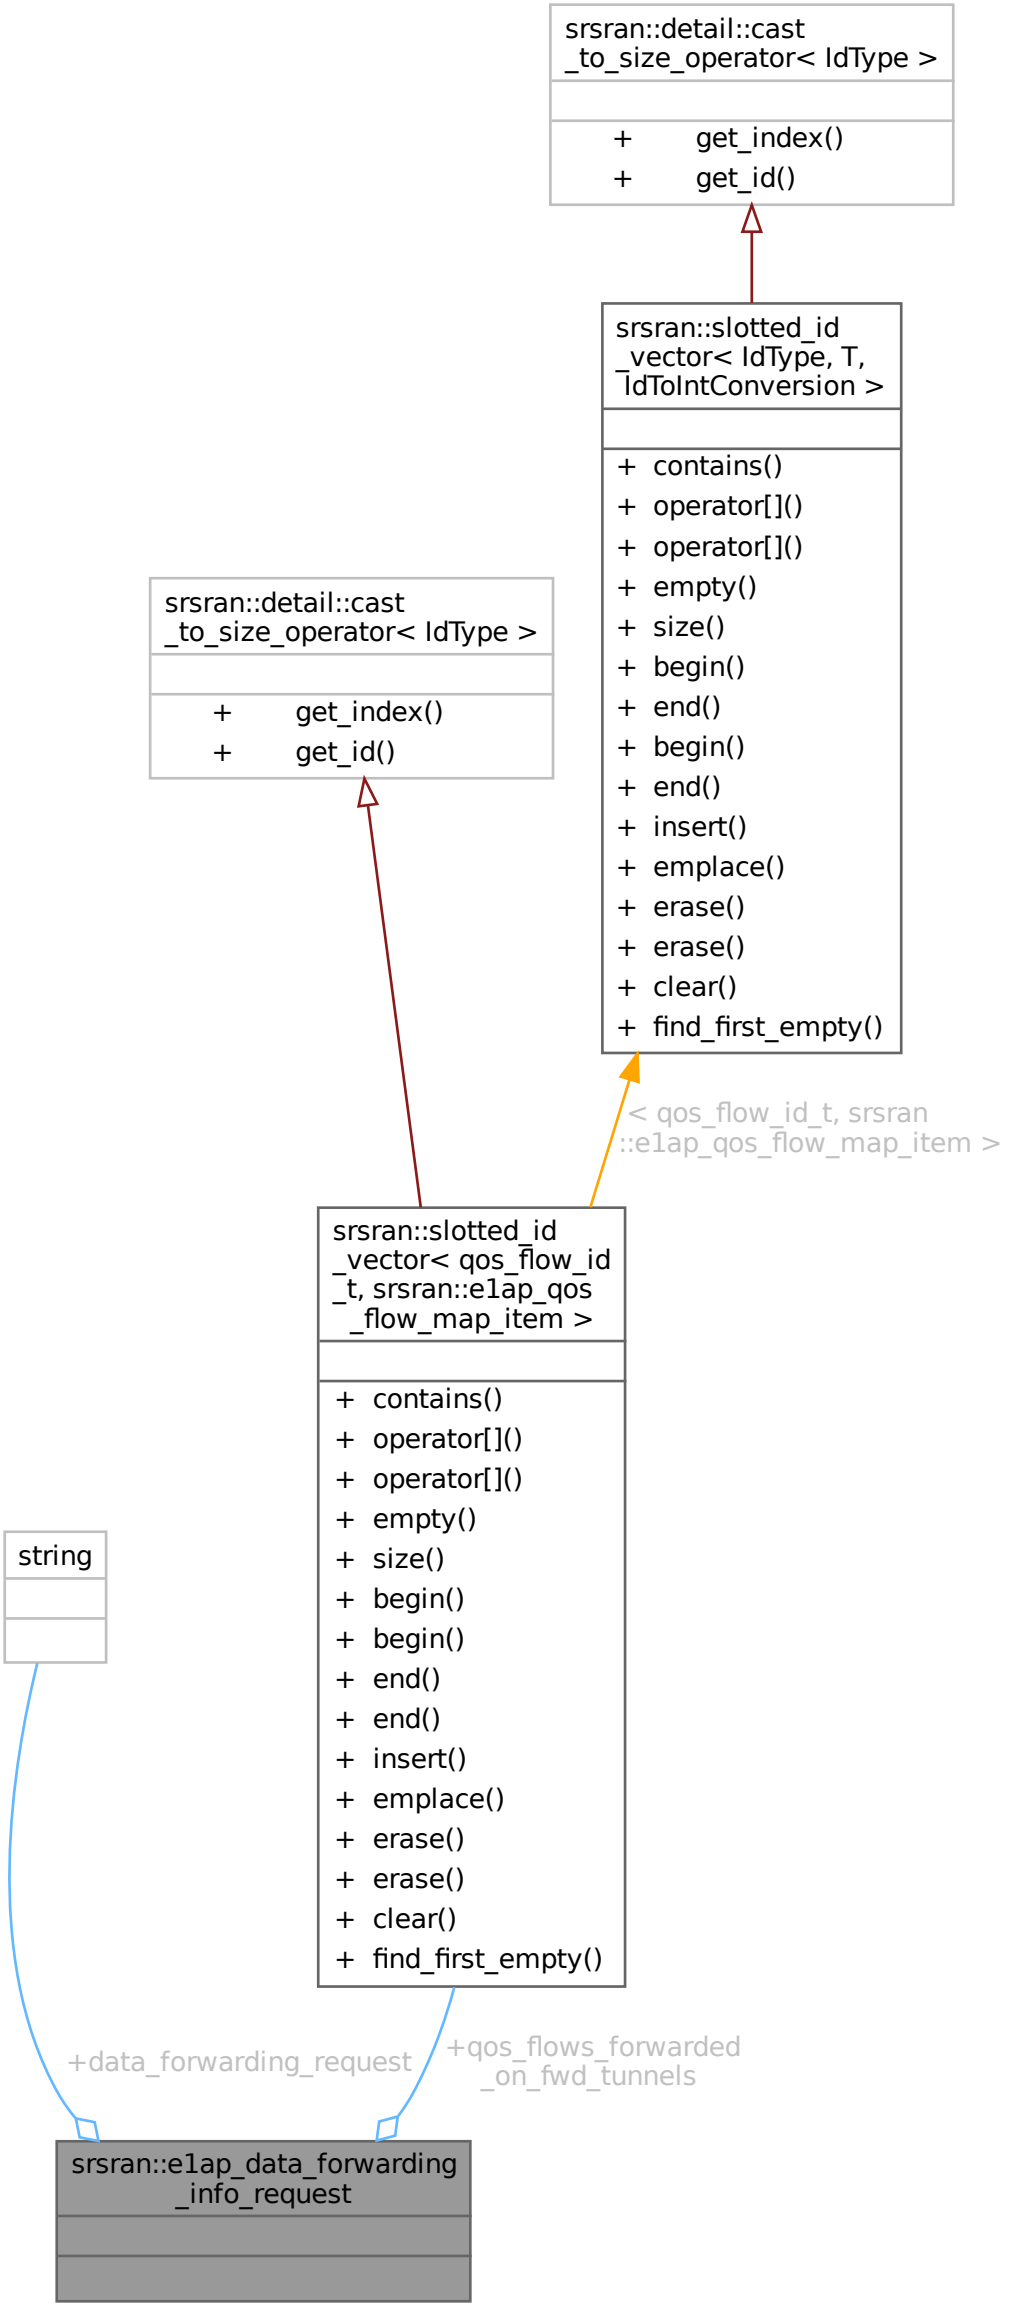 srsran::detail::cast
_to_size_operator< IdType >
+ get_index()
+ get_id()
srsran::slotted_id
_vector< IdType, T,
IdToIntConversion >
+ contains()
+ operator[]()
+ operator[]()
+ empty()
+ size()
+ begin()
+ end()
+ begin()
+ end()
+ insert()
+ emplace()
+ erase()
+ erase()
+ clear()
+ find_first_empty()
srsran::detail::cast
_to_size_operator< IdType >
+ get_index()
+ get_id()
< qos_flow_id_t, srsran
::e1ap_qos_flow_map_item >
srsran::slotted_id
_vector< qos_flow_id
_t, srsran::e1ap_qos
_flow_map_item >
+ contains()
+ operator[]()
+ operator[]()
+ empty()
+ size()
+ begin()
+ begin()
+ end()
+ end()
+ insert()
+ emplace()
+ erase()
+ erase()
+ clear()
+ find_first_empty()
string
+data_forwarding_request
+qos_flows_forwarded
_on_fwd_tunnels
srsran::e1ap_data_forwarding
_info_request